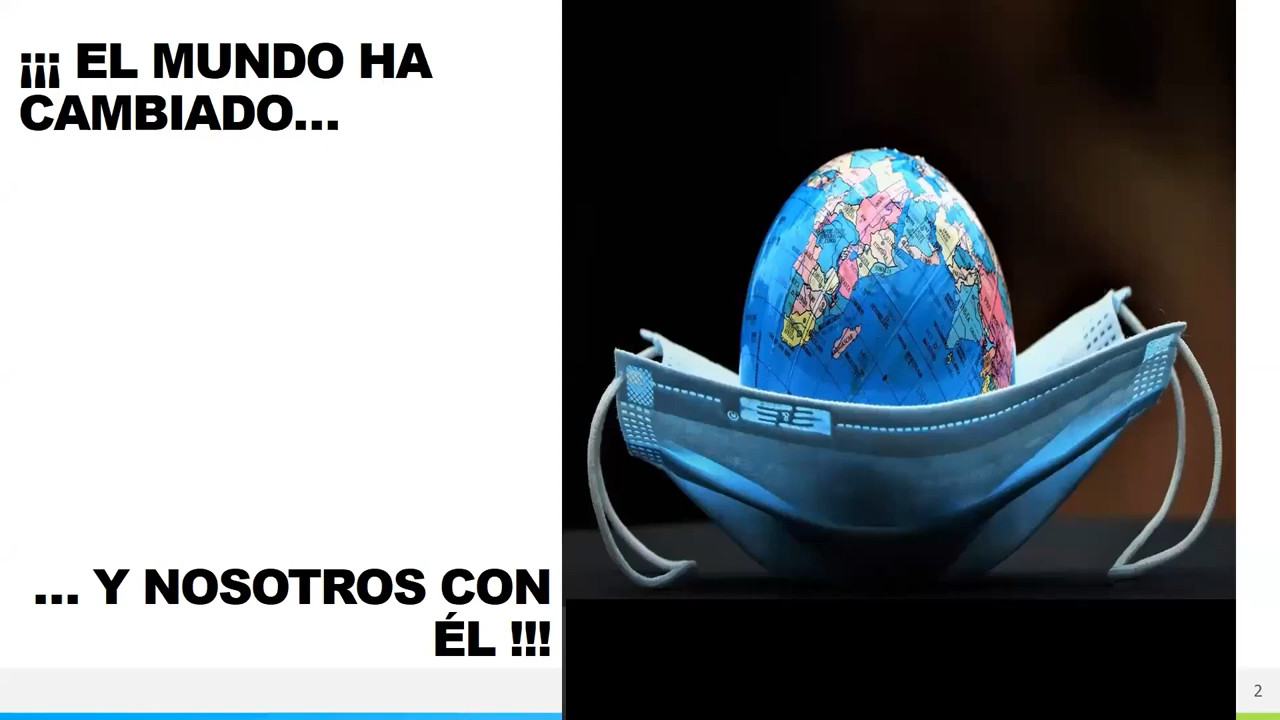 ¡¡¡ EL MUNDO HA
CAMBIADO...
... Y NOSOTROS CON
ÉL !!!
2